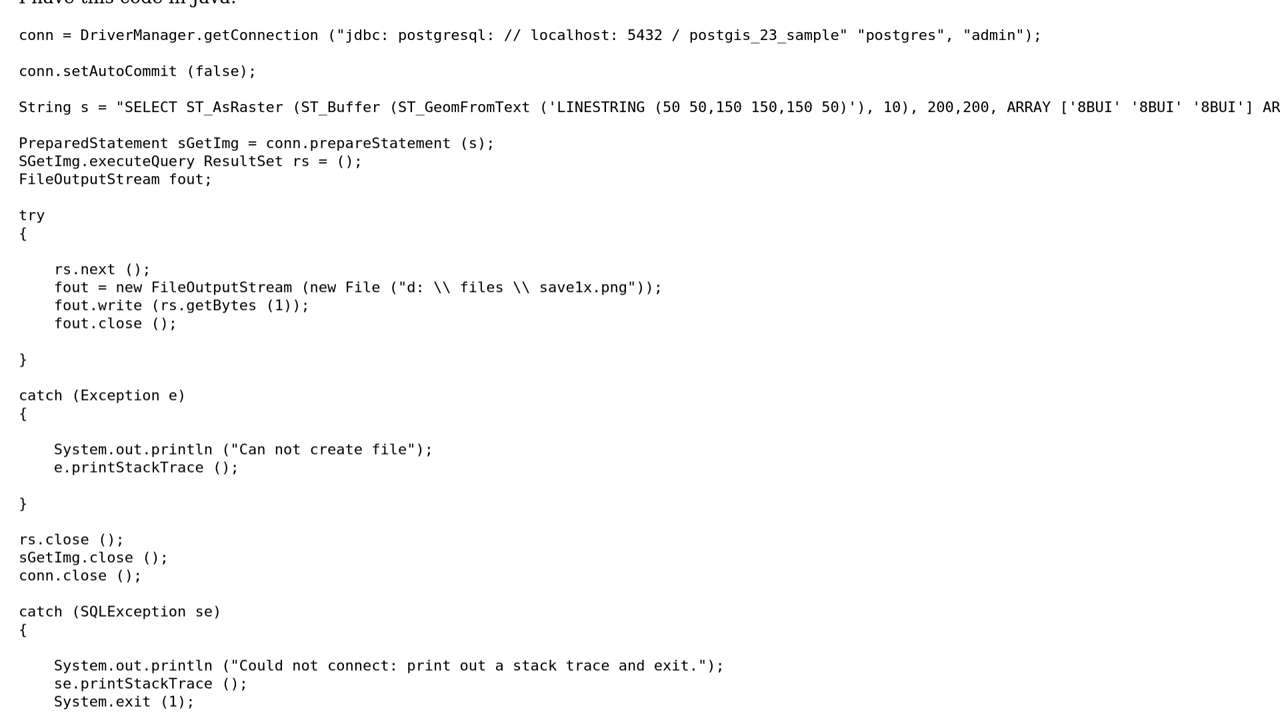 I have this code in java:
conn = DriverManager.getConnection ("jdbc: postgresql: // localhost: 5432 / postgis_23_sample" "postgres", "admin");
conn.setAutoCommit (false);
String s = "SELECT ST_AsRaster (ST_Buffer (ST_GeomFromText ('LINESTRING (50 50,150 150,150 50)'), 10), 200,200, ARRAY ['8BUI' '8BUI' '8BUI'] AR
PreparedStatement sGetImg = conn.prepareStatement (s);
SGetImg.executeQuery ResultSet rs = ();
FileOutputStream fout;
try
{
    rs.next ();
    fout = new FileOutputStream (new File ("d: \\ files \\ save1x.png"));
    fout.write (rs.getBytes (1));
    fout.close ();
}
catch (Exception e)
{
    System.out.println ("Can not create file");
    e.printStackTrace ();
}
rs.close ();
sGetImg.close ();
conn.close ();
catch (SQLException se)
{
    System.out.println ("Could not connect: print out a stack trace and exit.");
    se.printStackTrace ();
    System.exit (1);